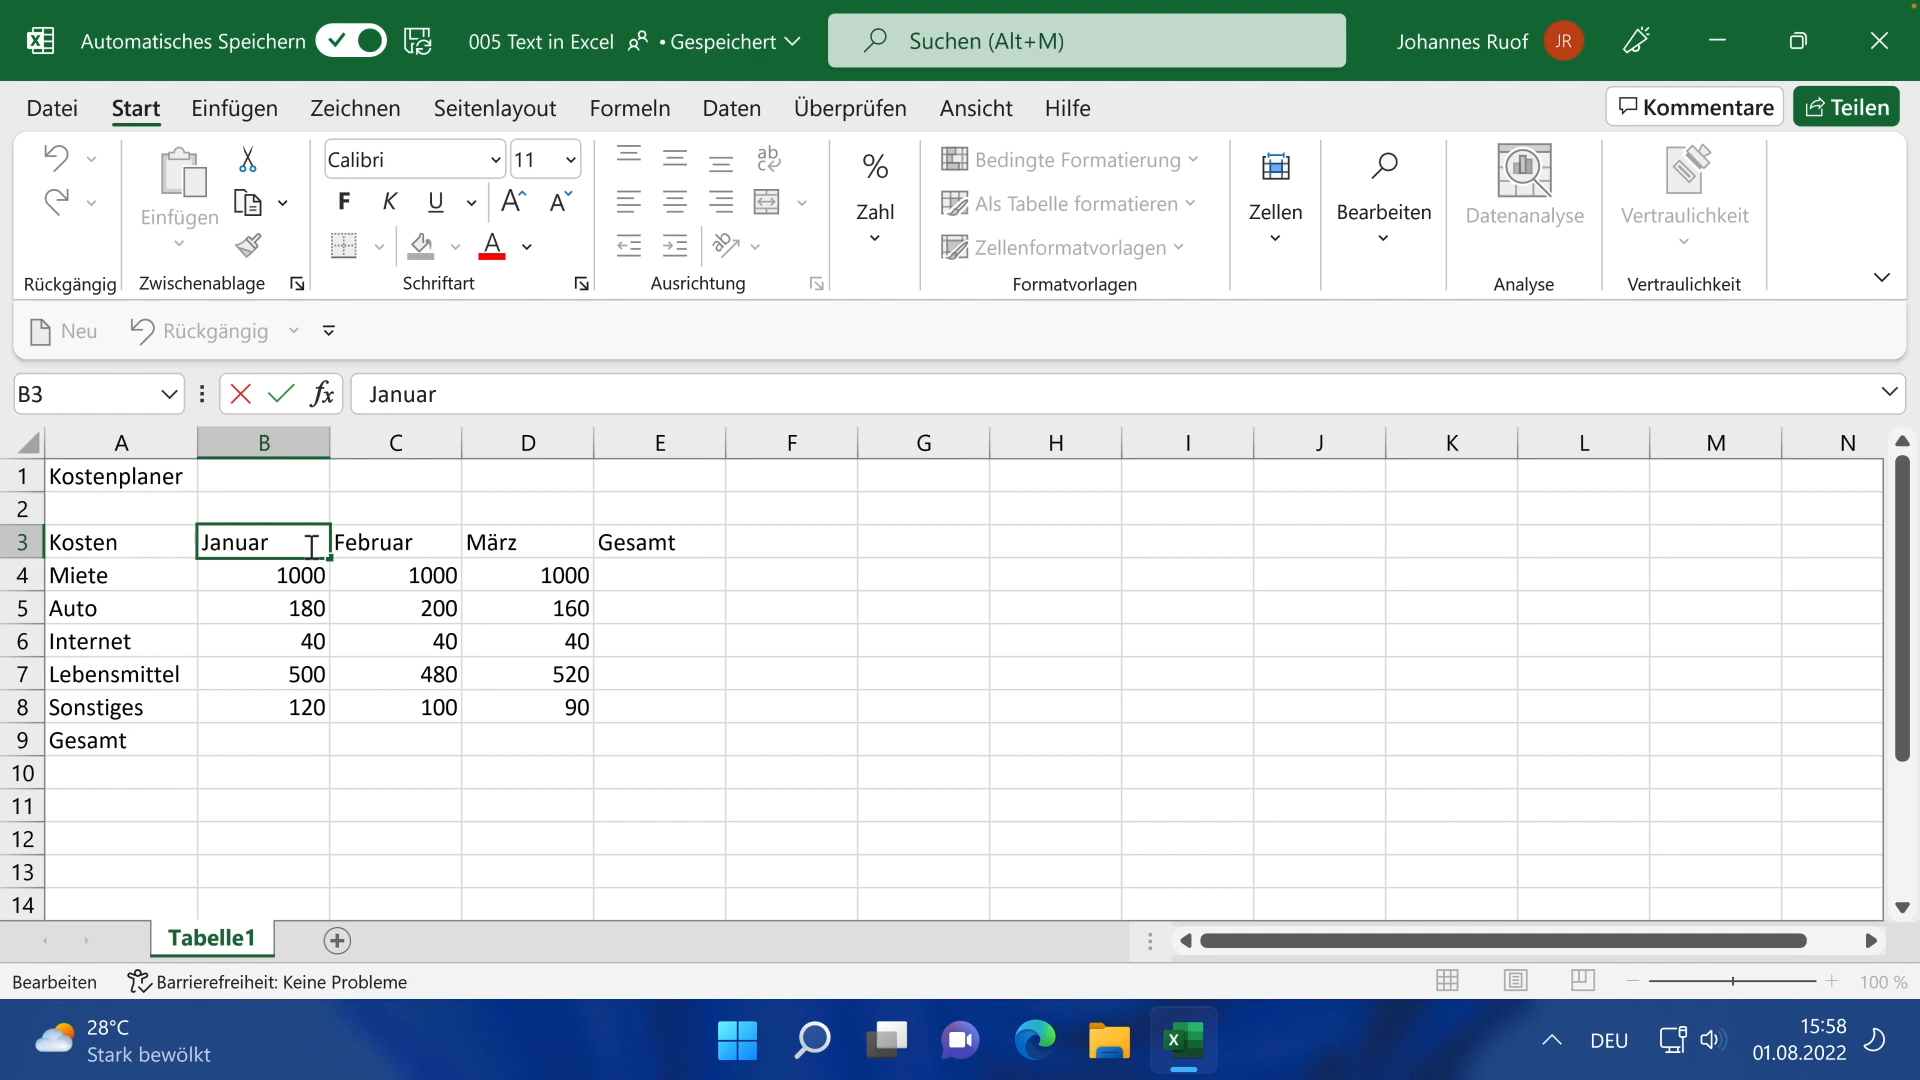 Automatisches Speichern 005 Text in Excel • Gespeichert Suchen (Alt+M) Johannes Ruof JR
Datei Start Einfügen Zeichnen Seitenlayout Formeln Daten Überprüfen Ansicht Hilfe Kommentare Teilen
Calibri 11 Bedingte Formatierung
Einfügen F K U A A % Zahl Als Tabelle formatieren Zellen Bearbeiten Datenanalyse Vertraulichkeit
A Zellenformatvorlagen
Rückgängig Zwischenablage Schriftart Ausrichtung Formatvorlagen Analyse Vertraulichkeit
Neu Rückgängig
B3 fx Januar
A B C D E F G H I J K L M N
1 Kostenplaner
2
3 Kosten Januar Februar März Gesamt
4 Miete 1000 1000 1000
5 Auto 180 200 160
6 Internet 40 40 40
7 Lebensmittel 500 480 520
8 Sonstiges 120 100 90
9 Gesamt
10
11
12
13
14
Tabelle1
Bearbeiten Barrierefreiheit: Keine Probleme 100 %
28°C
Stark bewölkt
DEU
15:58
01.08.2022